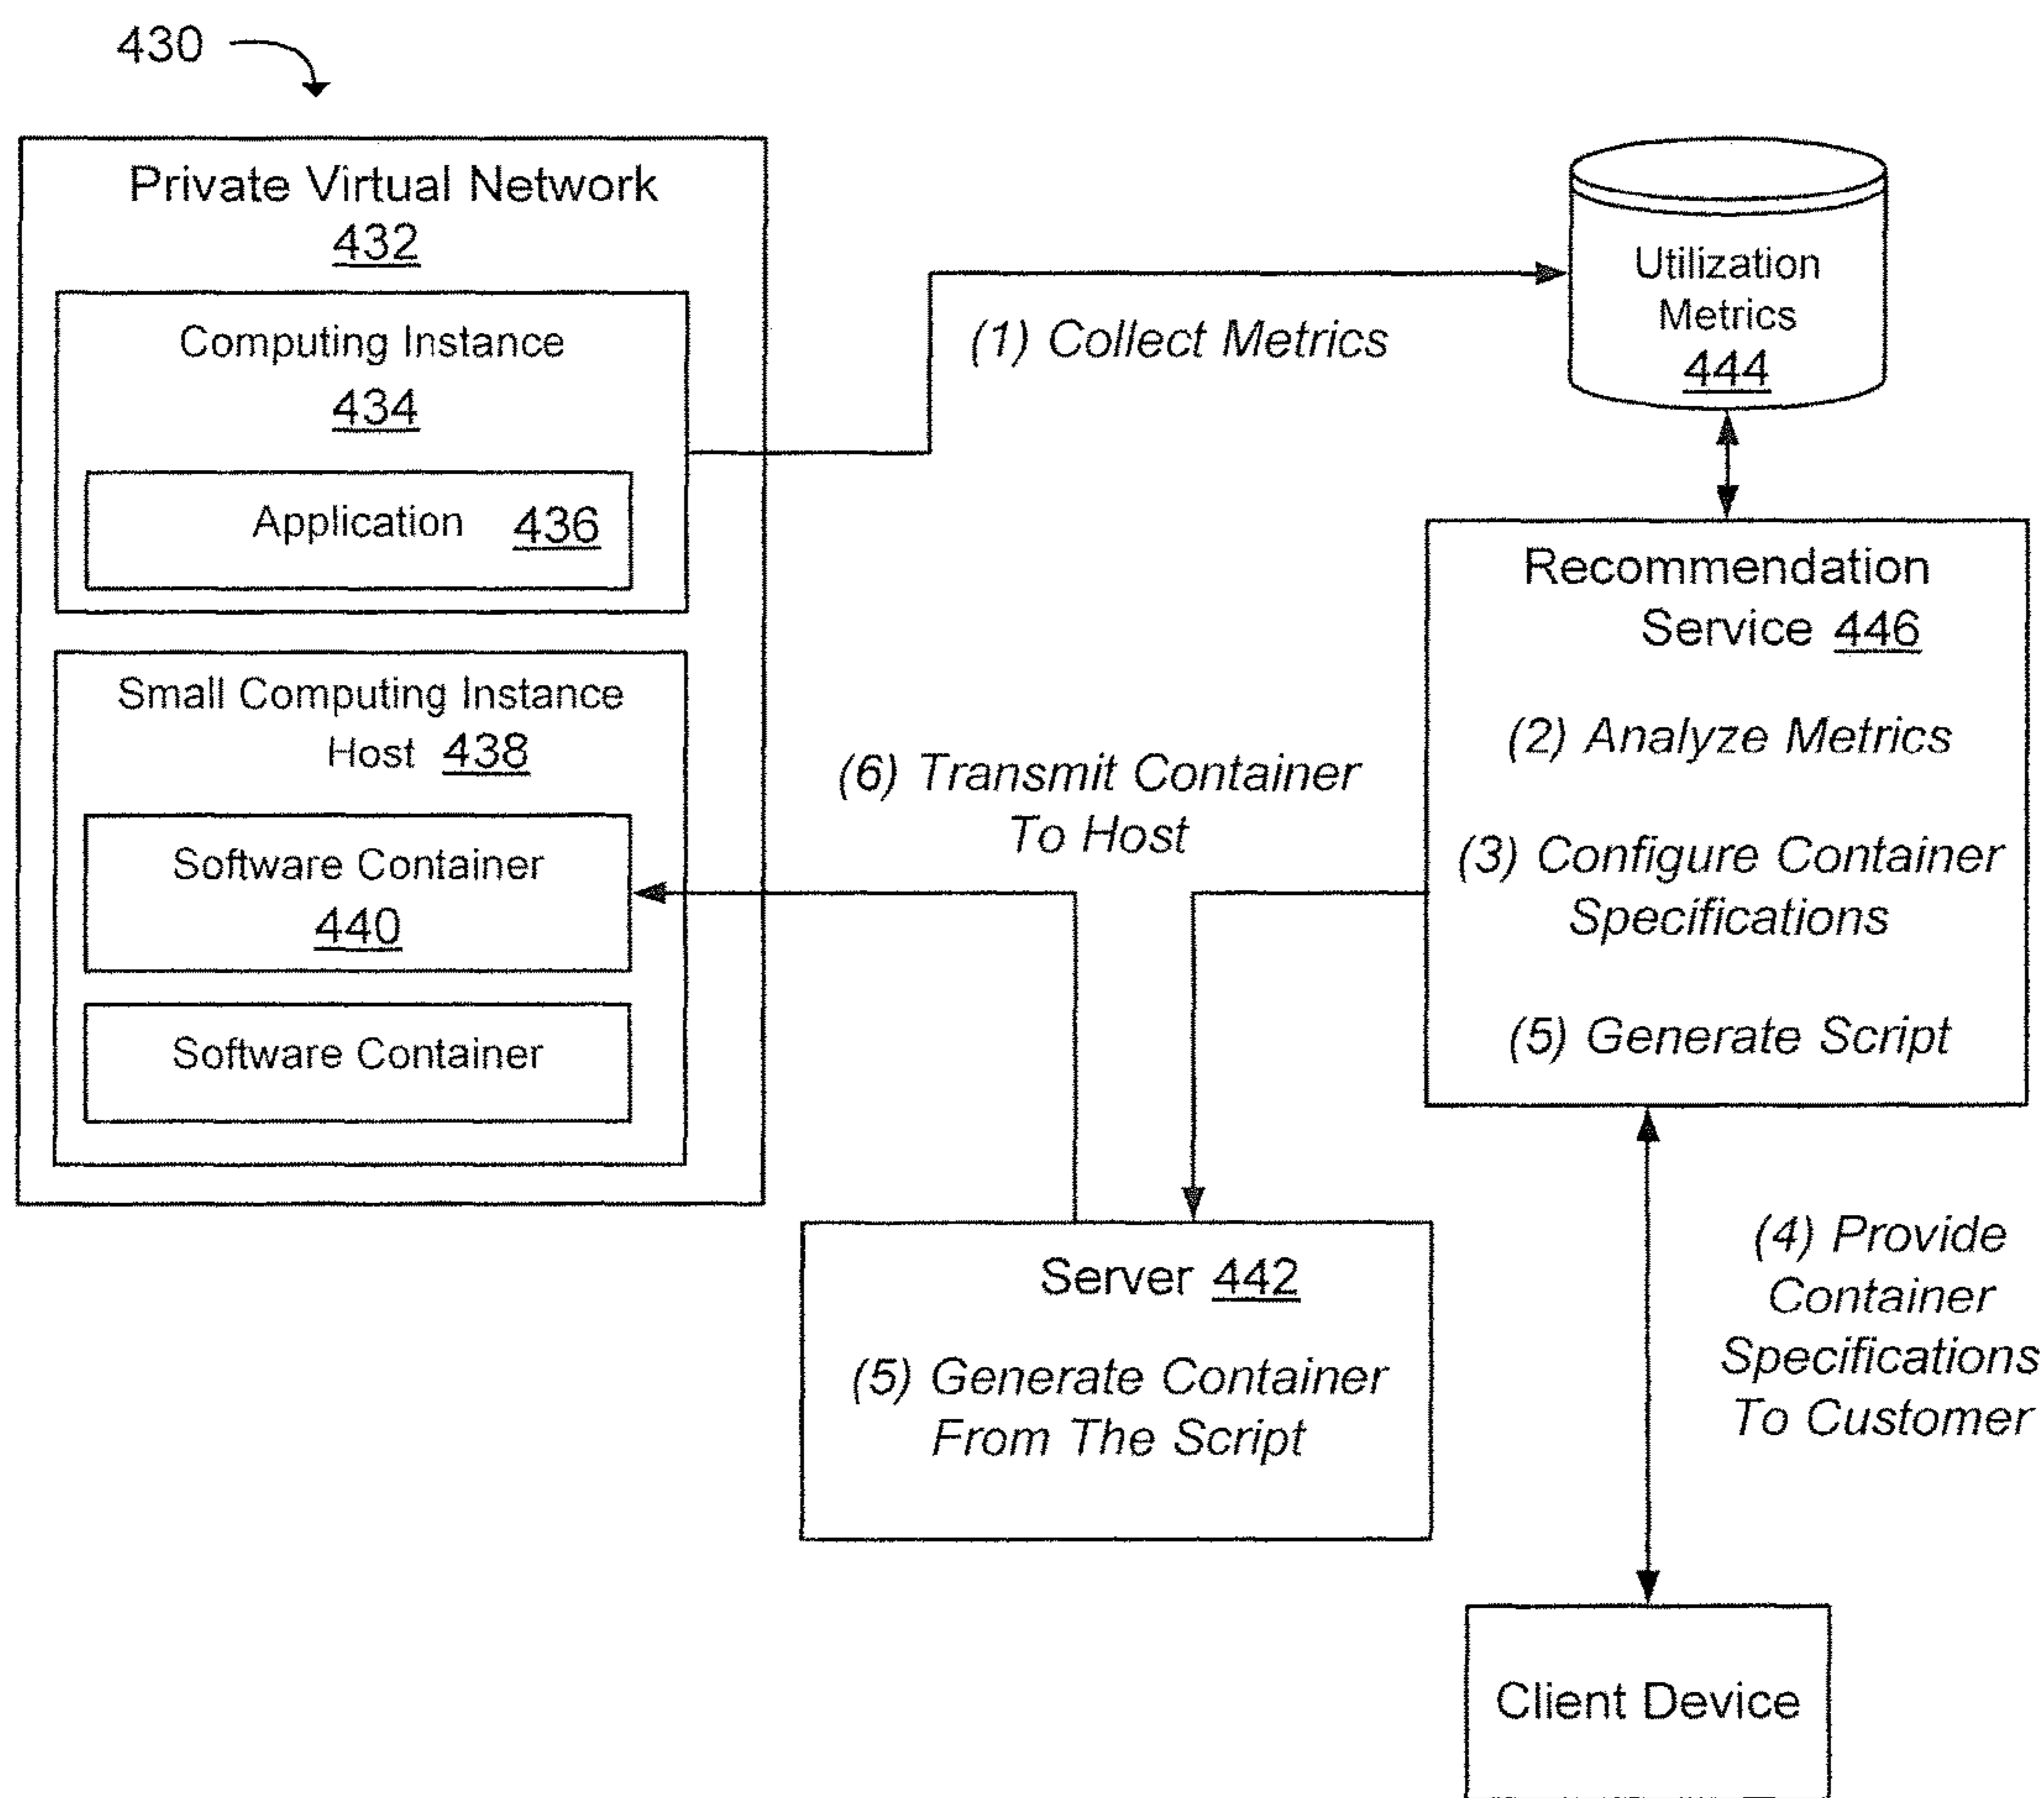 430
Private Virtual Network
432
Computing Instance
434
Application 436
Small Computing Instance
Host 438
Software Container
440
Software Container
(1) Collect Metrics
Utilization
Metrics
444
Recommendation
Service 446
(2) Analyze Metrics
(3) Configure Container
Specifications
(5) Generate Script
(6) Transmit Container
To Host
Server 442
(5) Generate Container
From The Script
(4) Provide
Container
Specifications
To Customer
Client Device